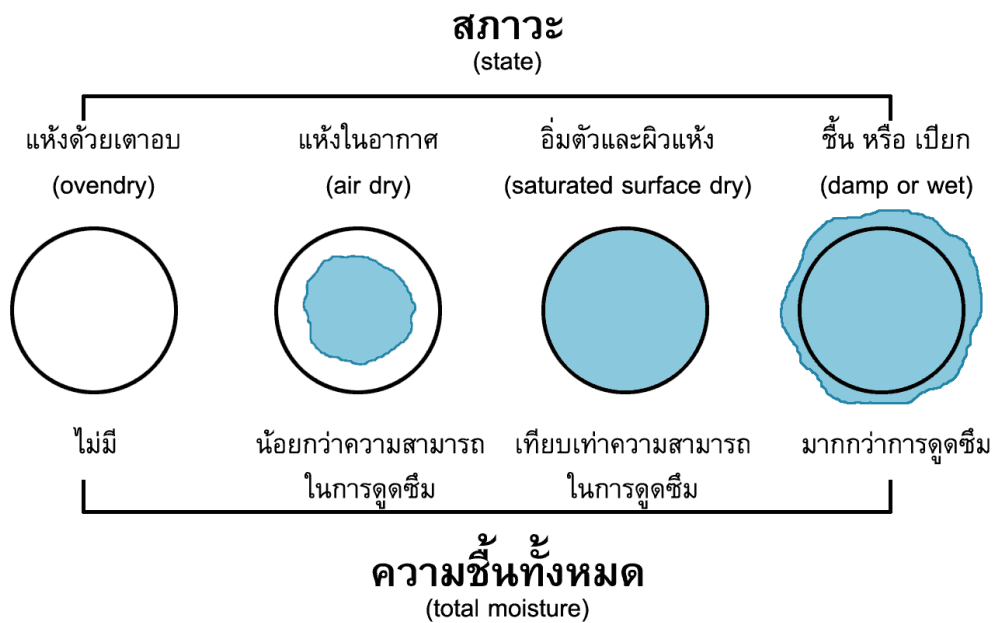 สภาวะ
(state)
แห้งด้วยเตาอบ
(ovendry)
แห้งในอากาศ
(air dry)
อิ่มตัวและผิวแห้ง
(saturated surface dry)
ชื้น หรือ เปียก
(damp or wet)
ไม่มี
น้อยกว่าความสามารถ
ในการดูดซึม
เทียบเท่าความสามารถ
ในการดูดซึม
มากกว่าการดูดซึม
ความชื้นทั้งหมด
(total moisture)